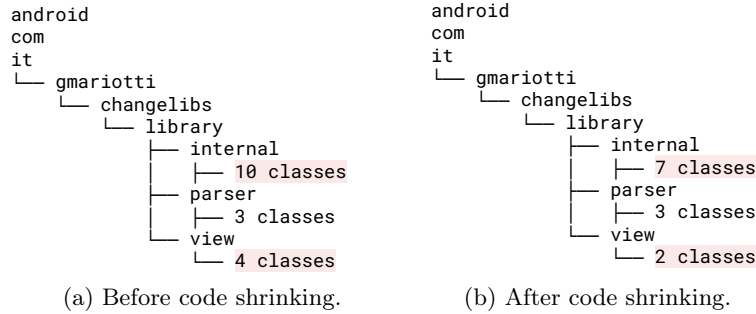 android
com
it
└── gmariotti
└── changelibs
└── library
├── internal
│ ├── 10 classes
├── parser
│ ├── 3 classes
└── view
└── 4 classes
(a) Before code shrinking.
android
com
it
└── gmariotti
└── changelibs
└── library
├── internal
│ ├── 7 classes
├── parser
│ ├── 3 classes
└── view
└── 2 classes
(b) After code shrinking.